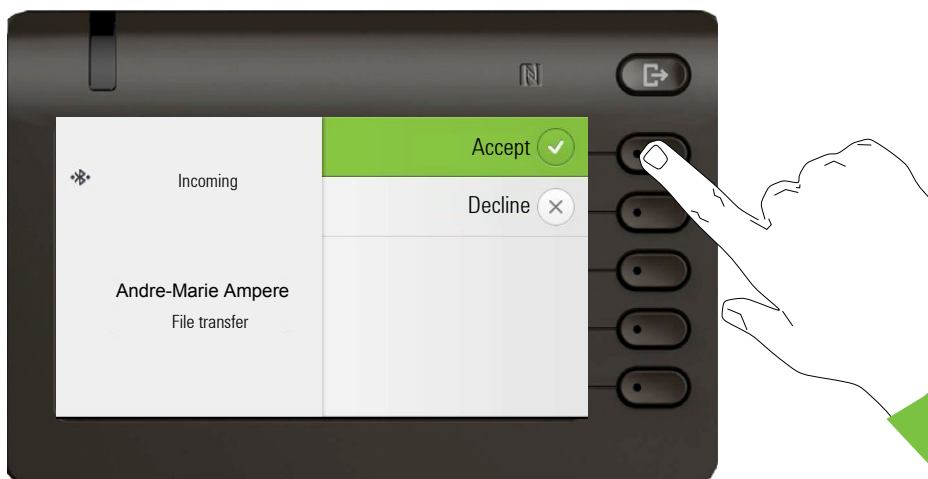 Accept
Incoming
Decline
Andre-Marie Ampere
File transfer